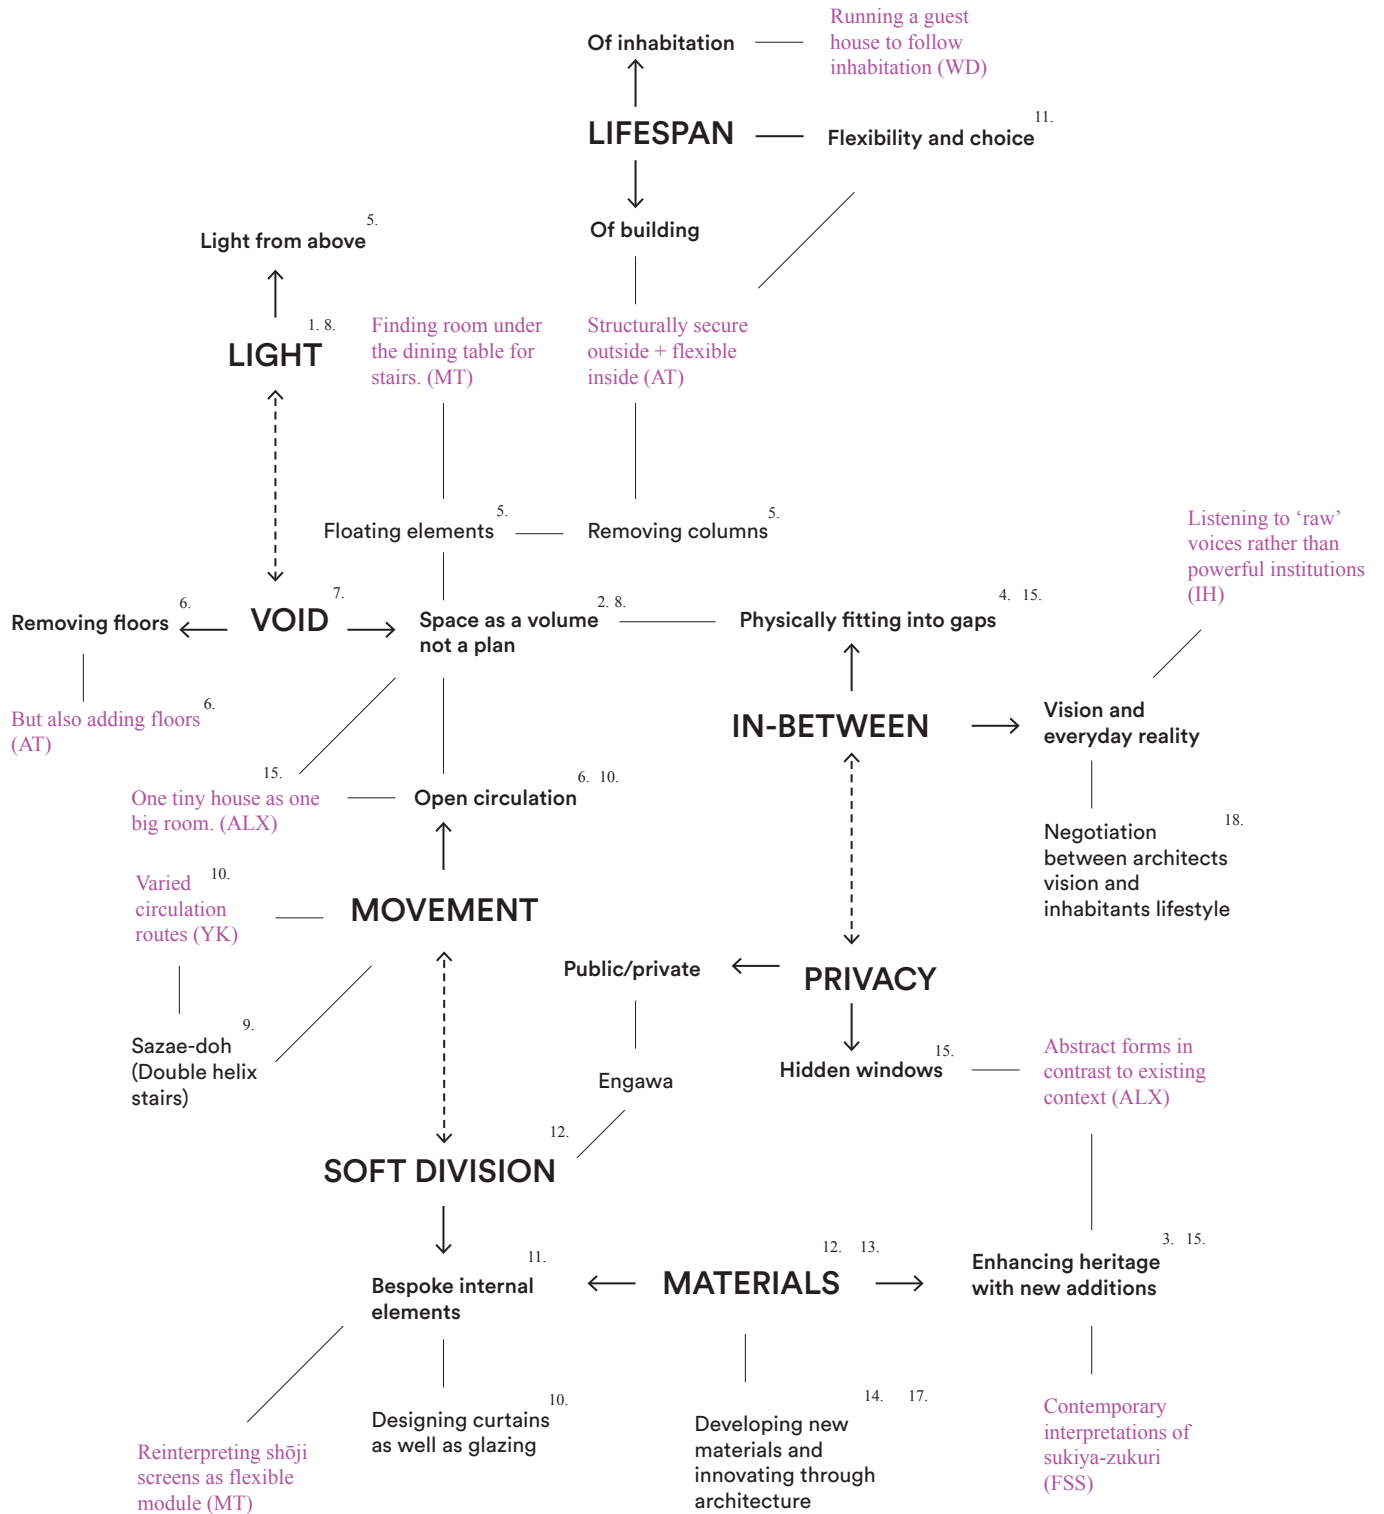 Running a guest
house to follow
inhabitation (WD)
Of inhabitation
11.
LIFESPAN
Flexibility and choice
5.
Light from above
Of building
1. 8.
LIGHT
Finding room under
the dining table for
stairs. (MT)
Structurally secure
outside + flexible
inside (AT)
5.
Floating elements
5.
Removing columns
Listening to ‘raw’
voices rather than
powerful institutions
(IH)
6.
Removing floors
7.
VOID
2. 8.
Space as a volume
not a plan
4. 15.
Physically fitting into gaps
6.
But also adding floors
(AT)
IN-BETWEEN
Vision and
everyday reality
15.
One tiny house as one
big room. (ALX)
6. 10.
Open circulation
18.
Negotiation
between architects
vision and
inhabitants lifestyle
10.
Varied
circulation
routes (YK)
MOVEMENT
Public/private
PRIVACY
9.
Sazae-doh
(Double helix
stairs)
Engawa
15.
Hidden windows
Abstract forms in
contrast to existing
context (ALX)
12.
SOFT DIVISION
11.
Bespoke internal
elements
12. 13.
MATERIALS
3. 15.
Enhancing heritage
with new additions
10.
Designing curtains
as well as glazing
14. 17.
Developing new
materials and
innovating through
architecture
Contemporary
interpretations of
sukiya-zukuri
(FSS)
Reinterpreting shōji
screens as flexible
module (MT)